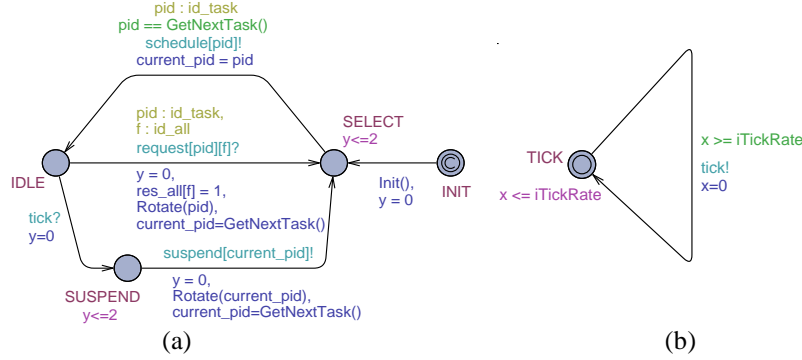 pid : id_task
pid == GetNextTask()
schedule[pid]!
current_pid = pid
pid : id_task,
f : id_all
request[pid][f]?
y = 0,
res_all[f] = 1,
Rotate(pid),
current_pid=GetNextTask()
SELECT
y<=2
IDLE
Init(),
y = 0
INIT
tick?
y=0
suspend[current_pid]!
y = 0,
Rotate(current_pid),
current_pid=GetNextTask()
SUSPEND
y<=2
(a)
TICK
x <= iTickRate
x >= iTickRate
tick!
x=0
(b)